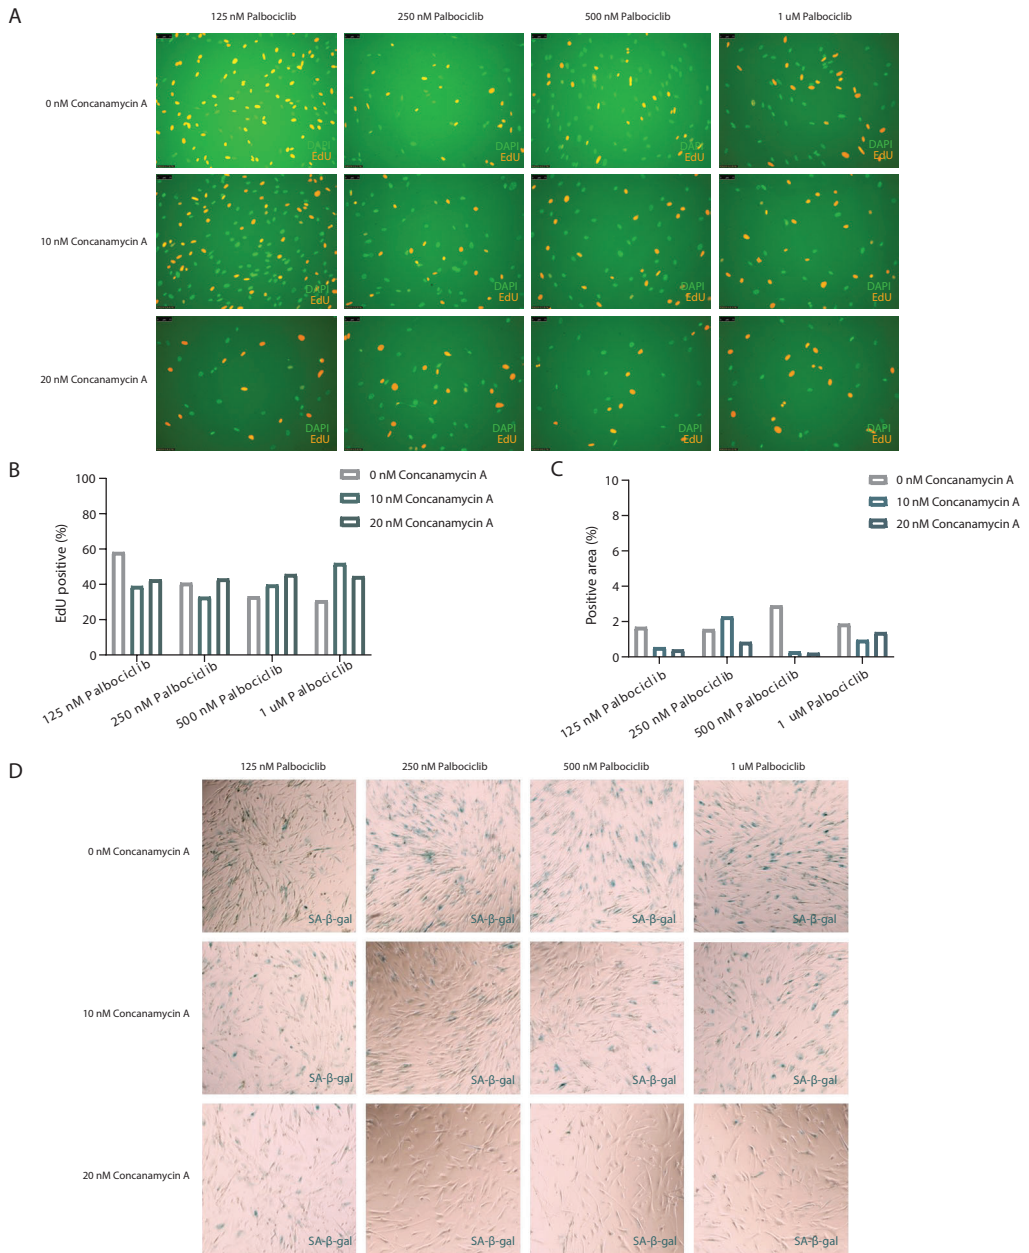 A
125 nM Palbociclib
250 nM Palbociclib
500 nM Palbociclib
1 uM Palbociclib
0 nM Concanamycin A
DAPI
EdU
DAPI
EdU
DAPI
EdU
DAPI
EdU
10 nM Concanamycin A
DAPI
EdU
DAPI
EdU
DAPI
EdU
DAPI
EdU
20 nM Concanamycin A
DAPI
EdU
DAPI
EdU
DAPI
EdU
DAPI
EdU
B
EdU positive (%)
100
80
60
40
20
0
0 nM Concanamycin A
10 nM Concanamycin A
20 nM Concanamycin A
125 nM Palbociclib
250 nM Palbociclib
500 nM Palbociclib
1 uM Palbociclib
C
Positive area (%)
10
8
6
4
2
0
0 nM Concanamycin A
10 nM Concanamycin A
20 nM Concanamycin A
125 nM Palbociclib
250 nM Palbociclib
500 nM Palbociclib
1 uM Palbociclib
D
125 nM Palbociclib
250 nM Palbociclib
500 nM Palbociclib
1 uM Palbociclib
0 nM Concanamycin A
SA-β-gal
SA-β-gal
SA-β-gal
SA-β-gal
10 nM Concanamycin A
SA-β-gal
SA-β-gal
SA-β-gal
SA-β-gal
20 nM Concanamycin A
SA-β-gal
SA-β-gal
SA-β-gal
SA-β-gal